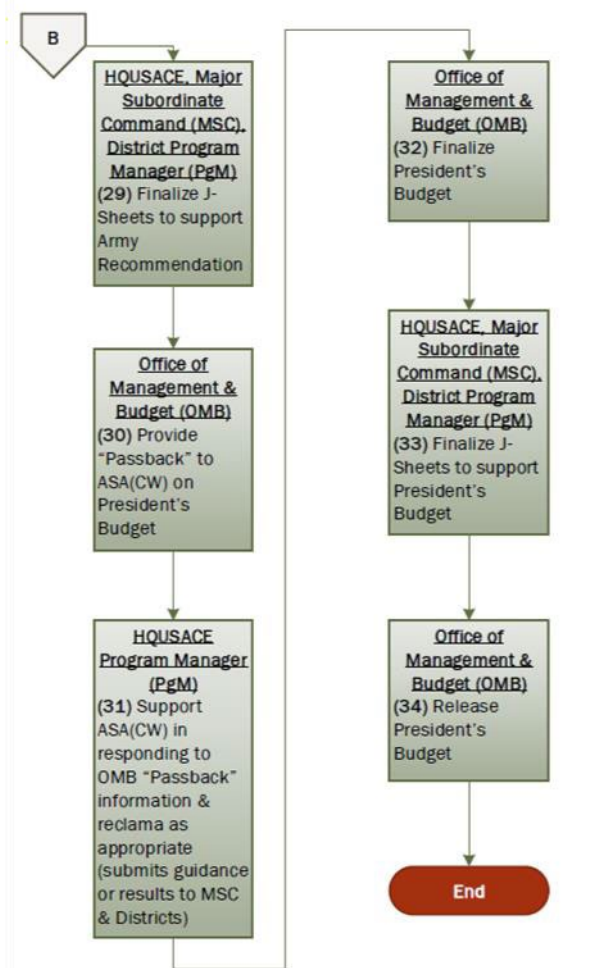 B
HQUSACE, Major
Subordinate
Command (MSC),
District Program
Manager (PgM)
(29) Finalize J-
Sheets to support
Army
Recommendation
Office of
Management &
Budget (OMB)
(30) Provide
“Passback” to
ASA(CW) on
President’s
Budget
HQUSACE
Program Manager
(PgM)
(31) Support
ASA(CW) in
responding to
OMB “Passback”
information &
reclama as
appropriate
(submits guidance
or results to MSC
& Districts)
Office of
Management &
Budget (OMB)
(32) Finalize
President’s
Budget
HQUSACE, Major
Subordinate
Command (MSC),
District Program
Manager (PgM)
(33) Finalize J-
Sheets to support
President’s
Budget
Office of
Management &
Budget (OMB)
(34) Release
President’s
Budget
End